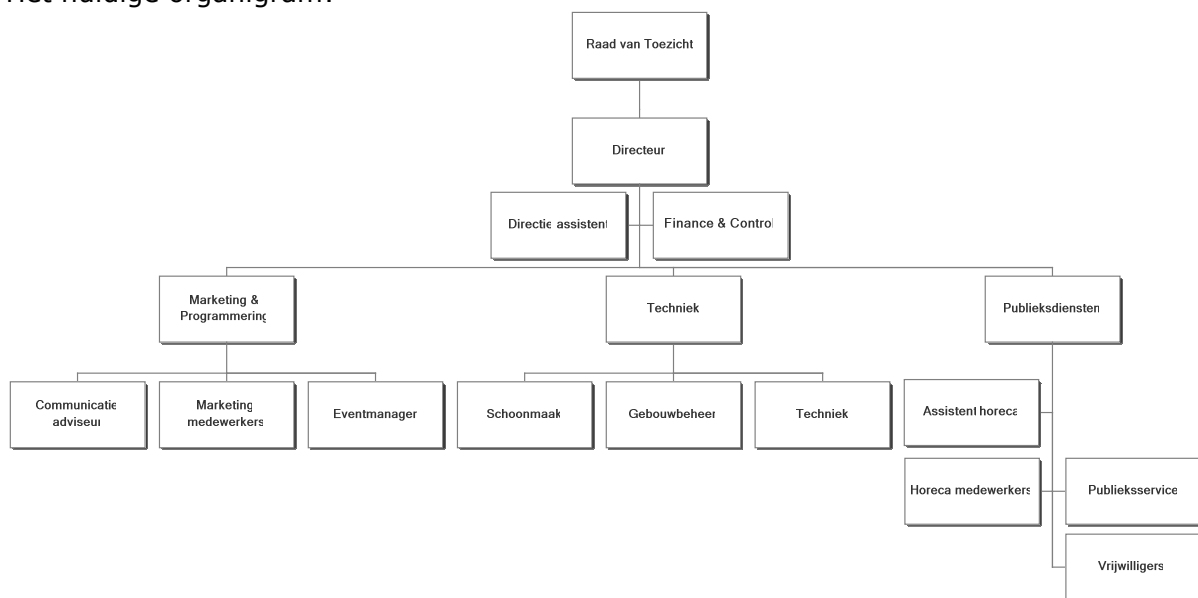 Het huidige organigram:
Raad van Toezicht
Directeur
Directie assistent
Finance & Control
Marketing &
Programmering
Techniek
Publieksdiensten
Communicatie
adviseur
Marketing
medewerkers
Eventmanager
Schoonmaak
Gebouwbeheer
Techniek
Assistent horeca
Horeca medewerkers
Publieksservice
Vrijwilligers